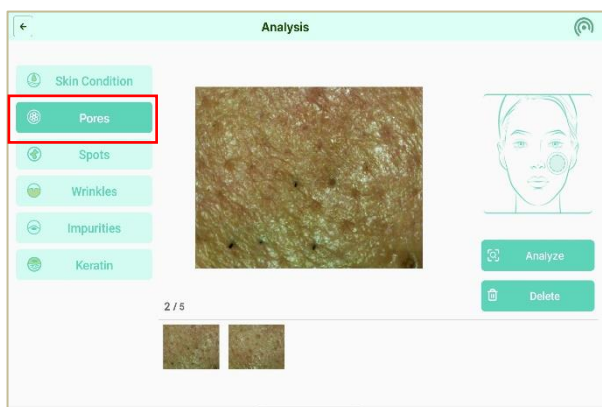 Analysis
Skin Condition
Pores
Spots
Wrinkles
Impurities
Keratin
Analyze
Delete
2 / 5